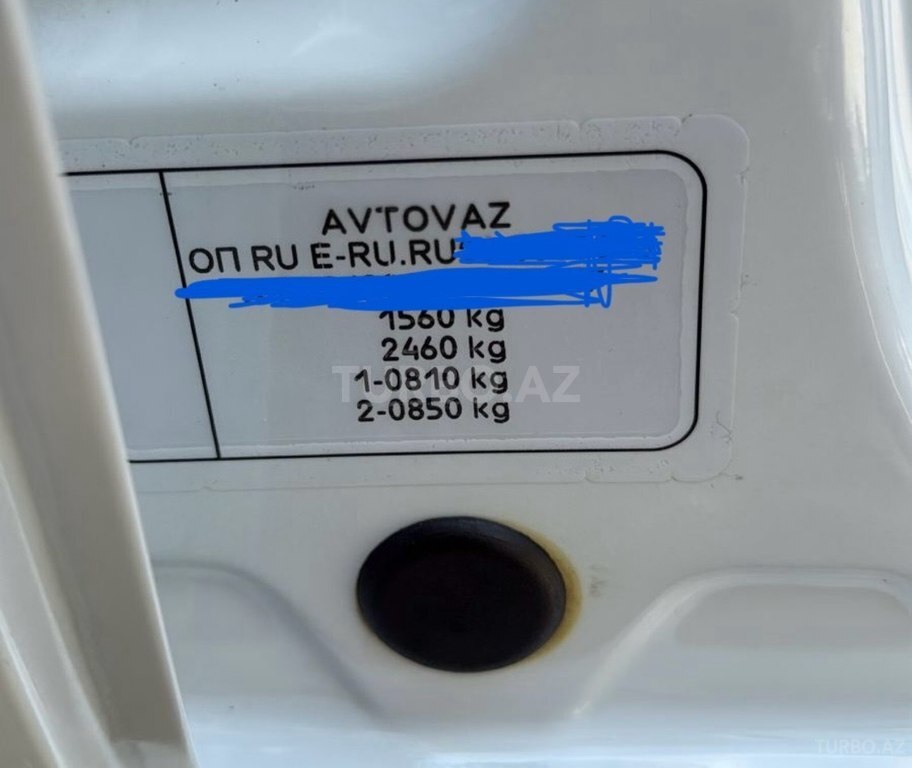 AVTOVAZ
ОП RU E-RU.RU
1560 kg
2460 kg
1-0810 kg
2-0850 kg
TURBO.AZ
TURBO.AZ